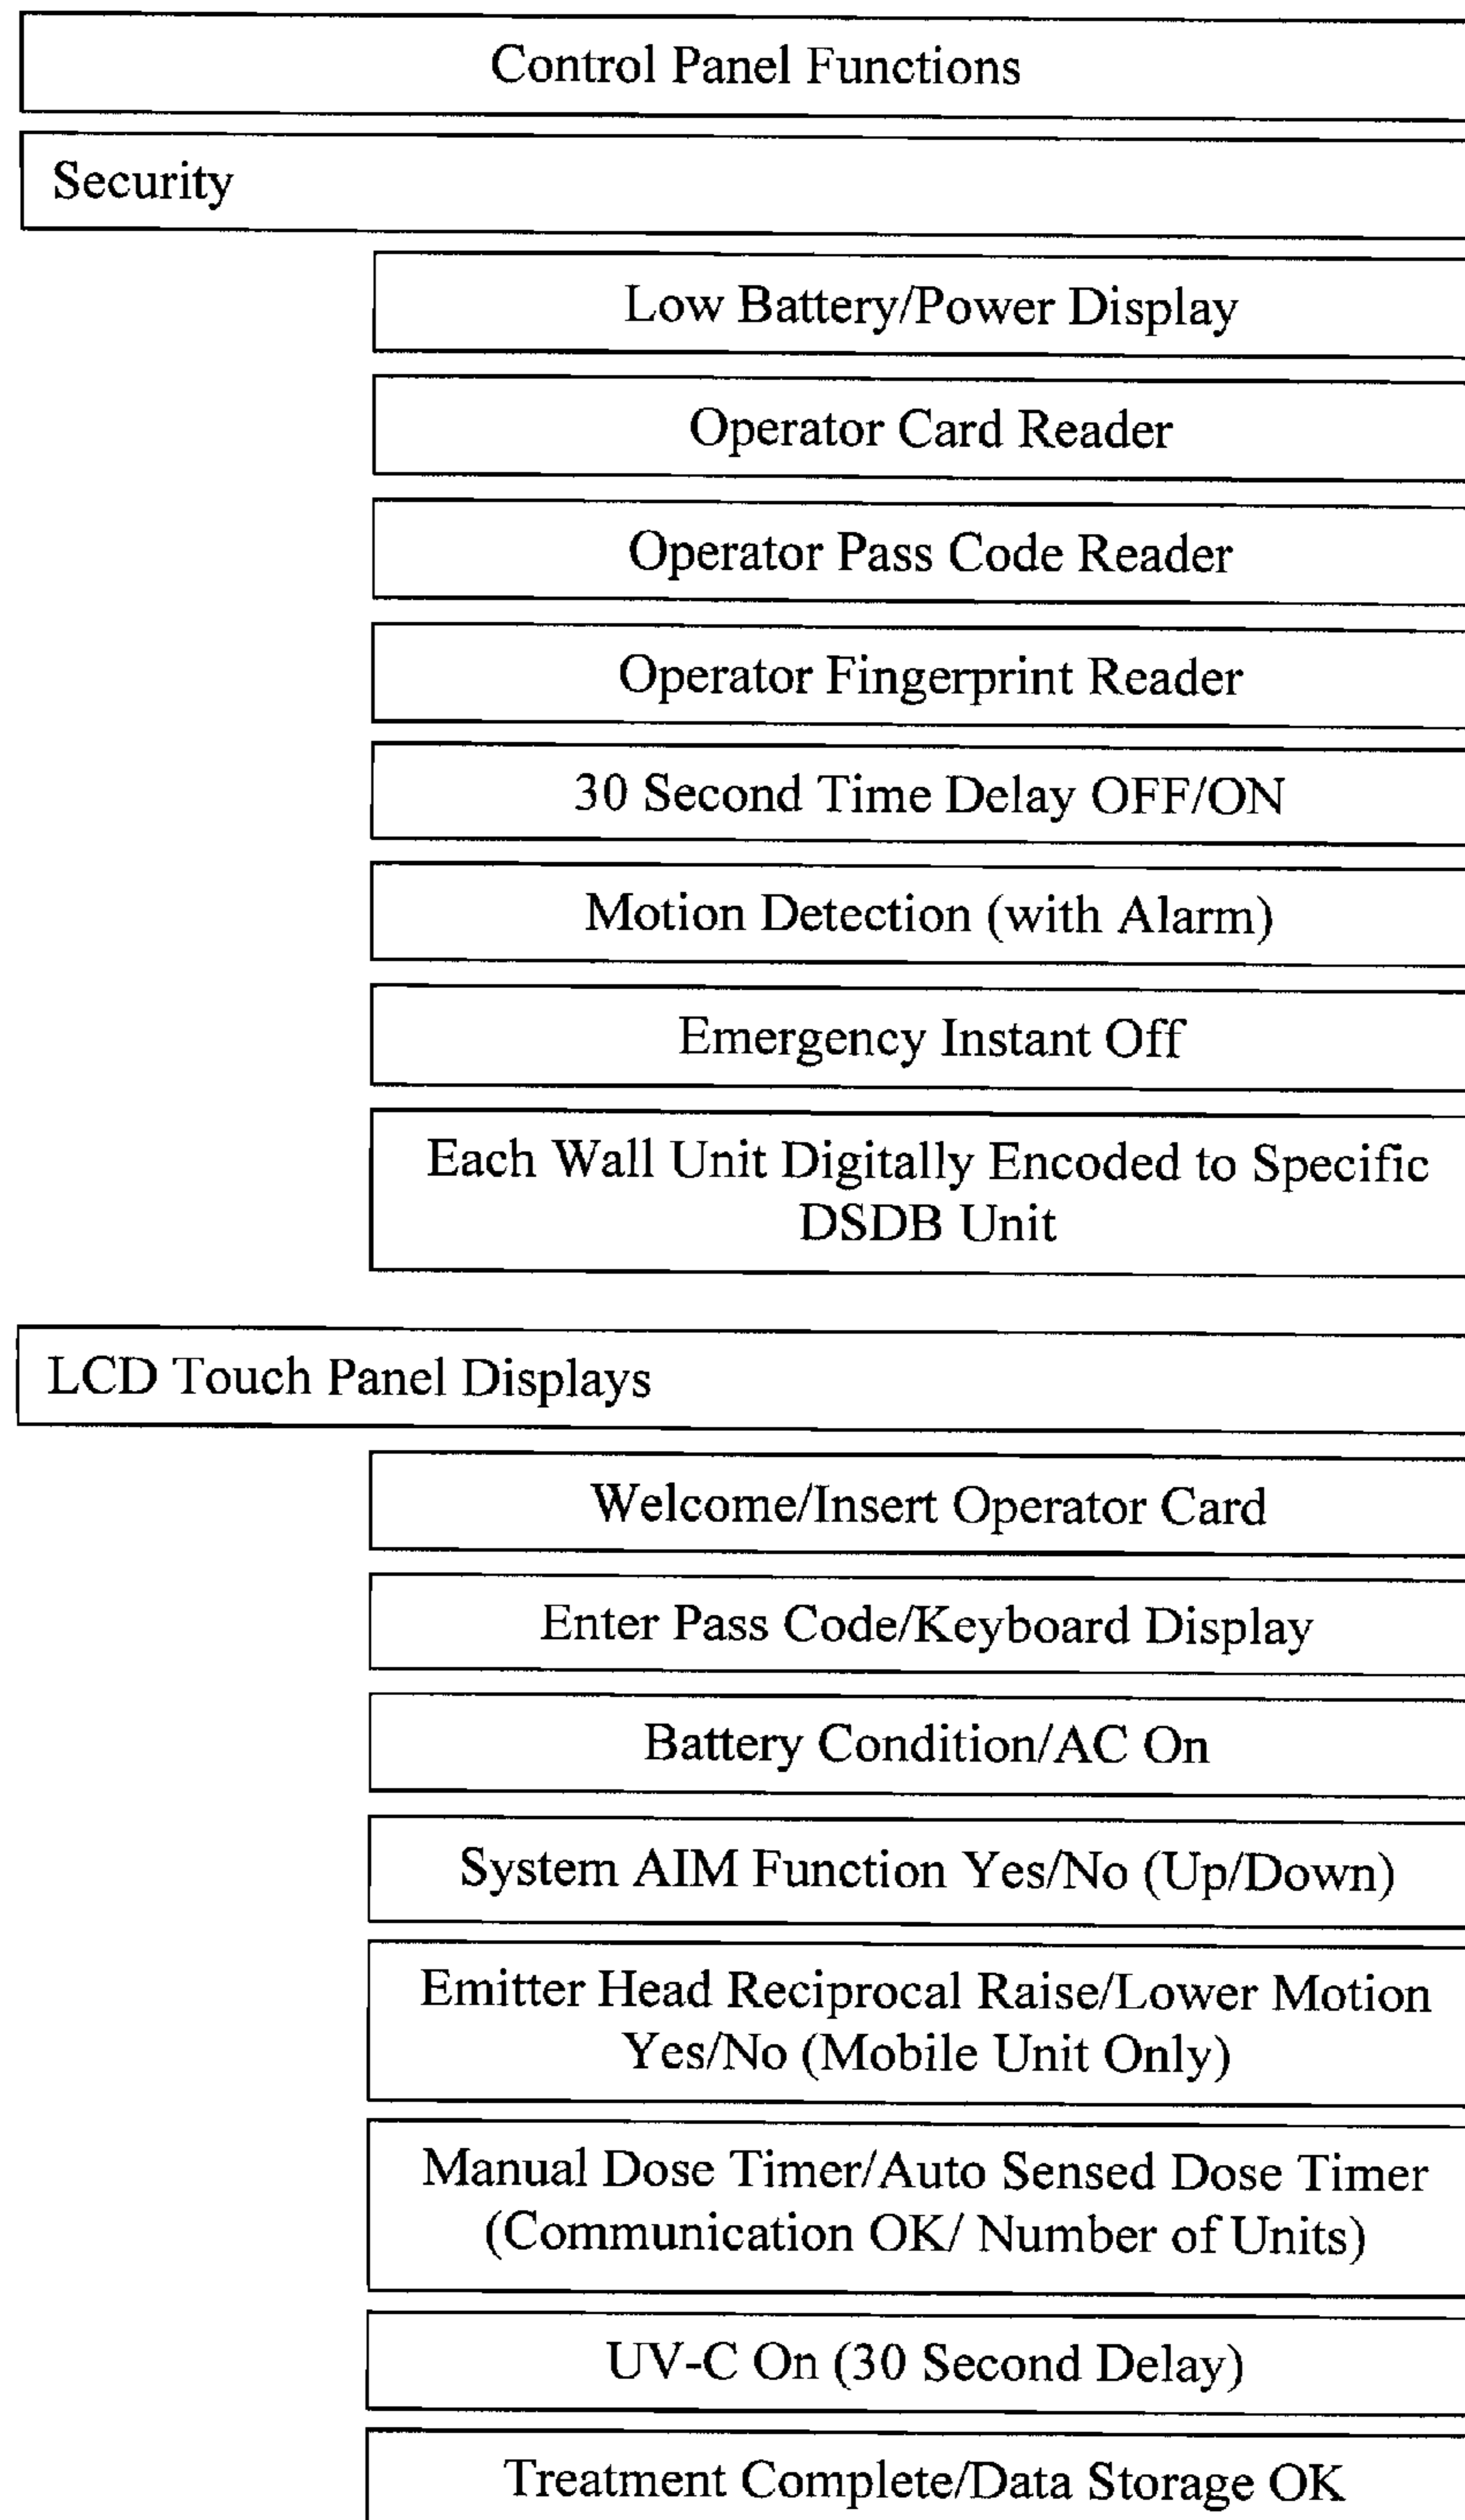 Control Panel Functions
Security
Low Battery/Power Display
Operator Card Reader
Operator Pass Code Reader
Operator Fingerprint Reader
30 Second Time Delay OFF/ON
Motion Detection (with Alarm)
Emergency Instant Off
Each Wall Unit Digitally Encoded to Specific
DSDB Unit
LCD Touch Panel Displays
Welcome/Insert Operator Card
Enter Pass Code/Keyboard Display
Battery Condition/AC On
System AIM Function Yes/No (Up/Down)
Emitter Head Reciprocal Raise/Lower Motion
Yes/No (Mobile Unit Only)
Manual Dose Timer/Auto Sensed Dose Timer
(Communication OK/ Number of Units)
UV-C On (30 Second Delay)
Treatment Complete/Data Storage OK